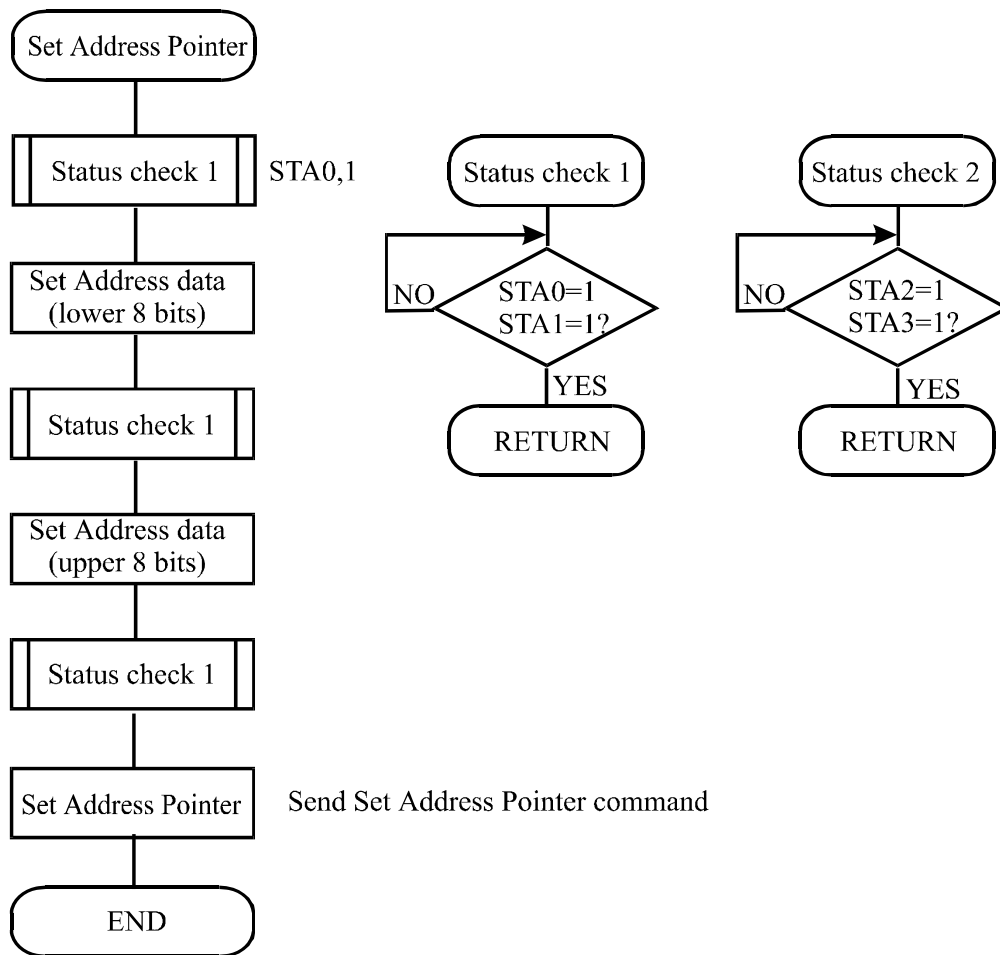 Set Address Pointer
Status check 1
STA0,1
Set Address data
(lower 8 bits)
Status check 1
Set Address data
(upper 8 bits)
Status check 1
Set Address Pointer
Send Set Address Pointer command
END
Status check 1
NO
STA0=1
STA1=1?
YES
RETURN
Status check 2
NO
STA2=1
STA3=1?
YES
RETURN